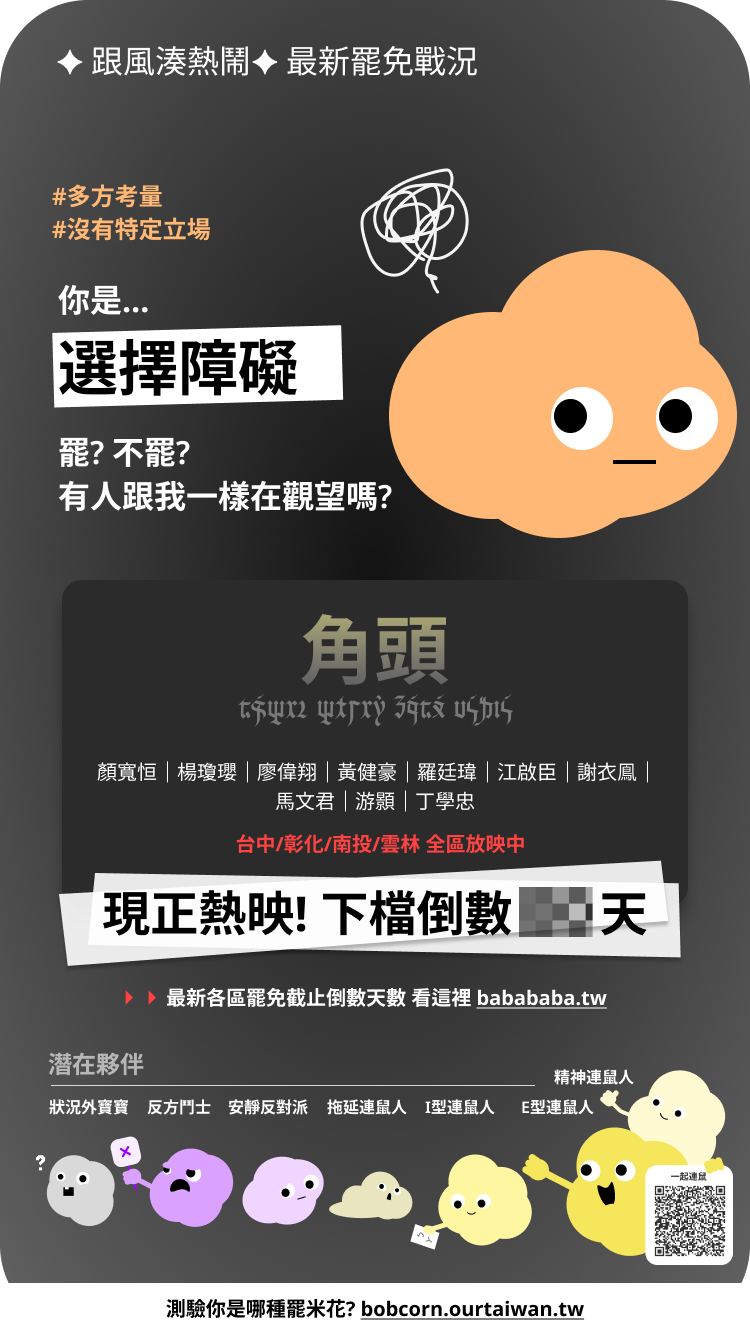 ✦ 跟風湊熱鬧✦ 最新罷免戰況
#多方考量
#沒有特定立場
你是...
選擇障礙
罷? 不罷?
有人跟我一樣在觀望嗎?
角頭
顏寬恒｜楊瓊瓔｜廖偉翔｜黃健豪｜羅廷瑋｜江啟臣｜謝衣鳯｜
馬文君｜游顥｜丁學忠
台中/彰化/南投/雲林 全區放映中
現正熱映! 下檔倒數 天
最新各區罷免截止倒數天數 看這裡 babababa.tw
潛在夥伴
精神連鼠人
狀況外寶寶 反方鬥士 安靜反對派 拖延連鼠人 I型連鼠人 E型連鼠人
?
一起連鼠
測驗你是哪種罷米花? bobcorn.ourtaiwan.tw